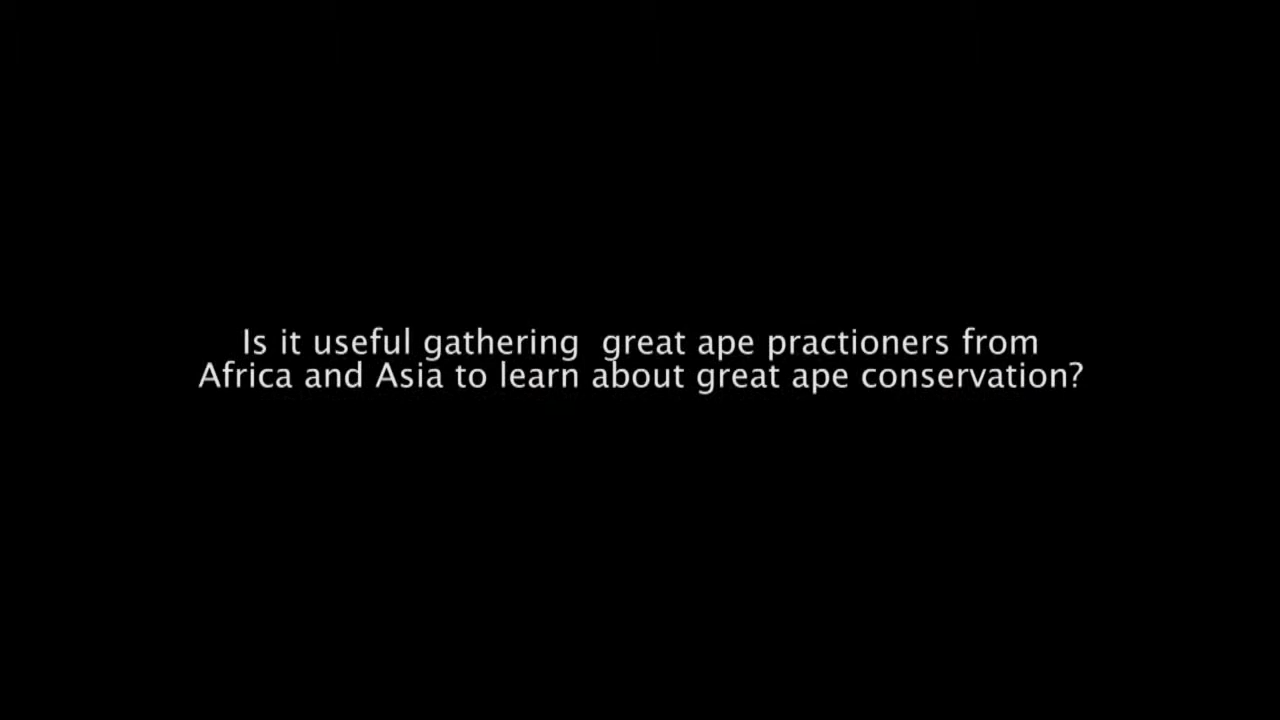 Is it useful gathering  great ape practioners from
Africa and Asia to learn about great ape conservation?